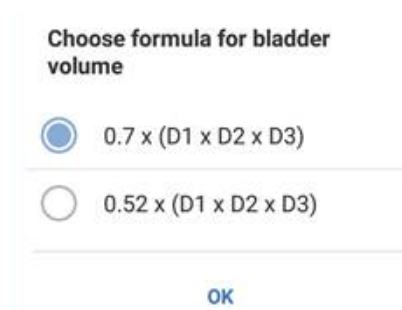 Choose formula for bladder
volume
0.7 x (D1 x D2 x D3)
0.52 x (D1 x D2 x D3)
OK